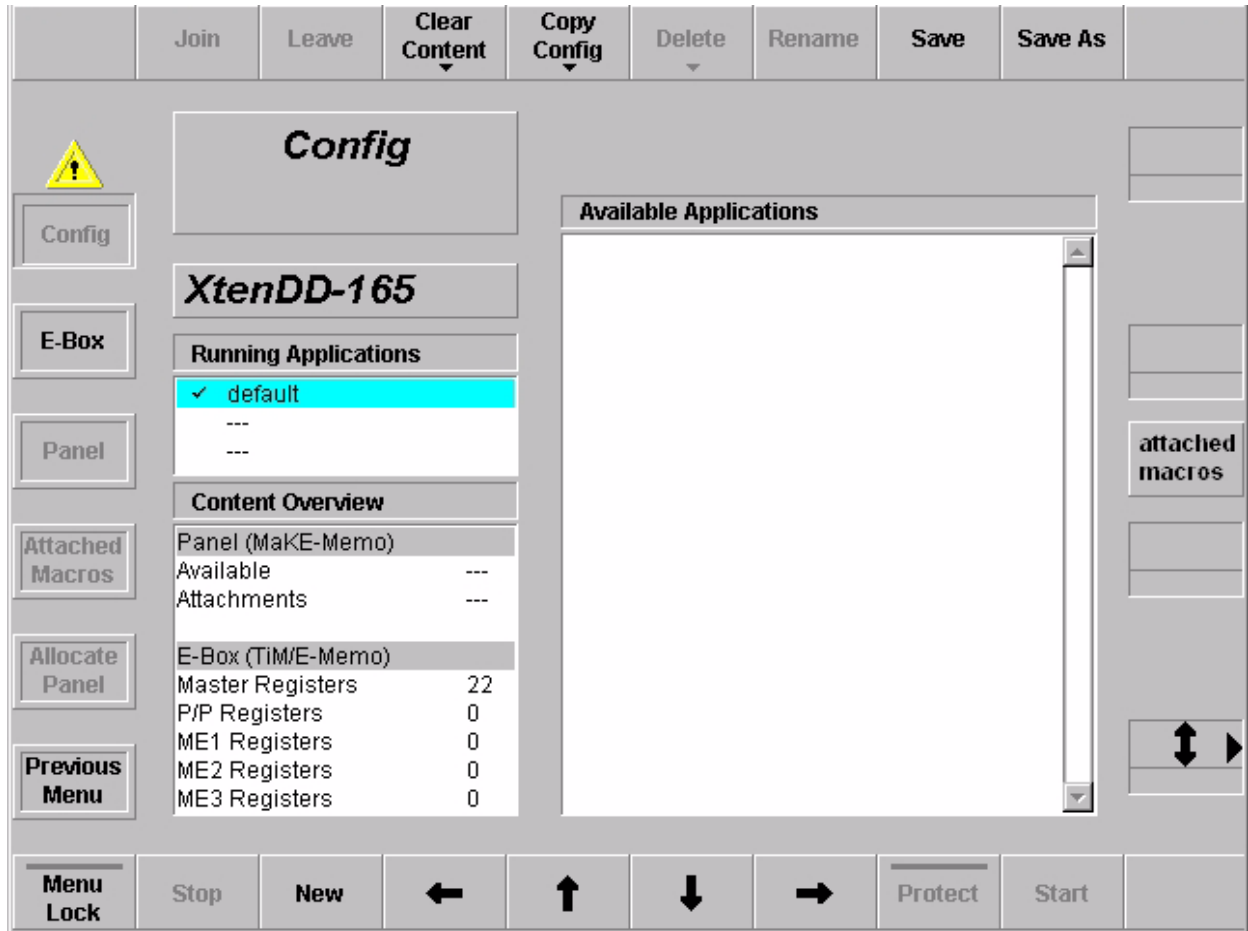 Join
Leave
Clear
Content
Copy
Config
Delete
Rename
Save
Save As
Config
Config
XtenDD-165
E-Box
Running Applications
✓ default
---
---
Panel
Content Overview
Panel (MaKE-Memo)
Available ---
Attachments ---
Attached
Macros
E-Box (TiM/E-Memo)
Master Registers 22
P/P Registers 0
ME1 Registers 0
ME2 Registers 0
ME3 Registers 0
Allocate
Panel
Previous
Menu
Available Applications
attached
macros
Menu
Lock
Stop
New
Protect
Start